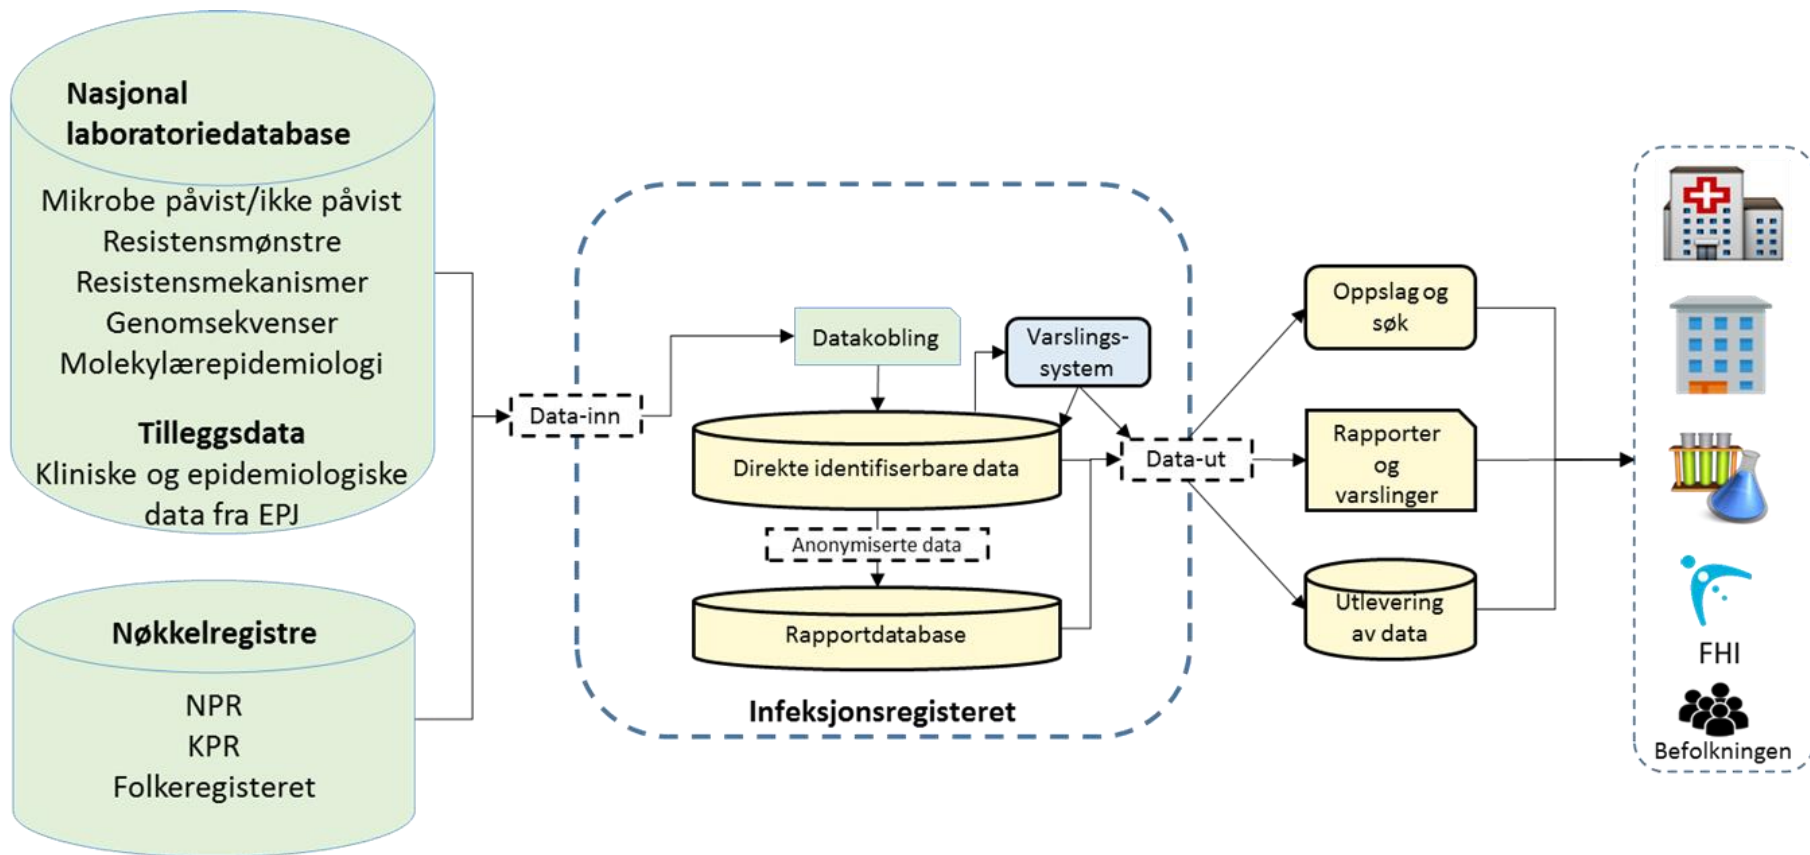 Nasjonal
laboratoriedatabase
Mikrobe påvist/ikke påvist
Resistensmønstre
Resistensmekanismer
Genomsekvenser
Molekylærepidemiologi
Tilleggsdata
Kliniske og epidemiologiske
data fra EPJ
Nøkkelregistre
NPR
KPR
Folkeregisteret
Data-inn
Datakobling
Varslings-
system
Direkte identifiserbare data
Anonymiserte data
Rapportdatabase
Infeksjonsregisteret
Data-ut
Oppslag og
søk
Rapporter
og
varslinger
Utlevering
av data
FHI
Befolkningen